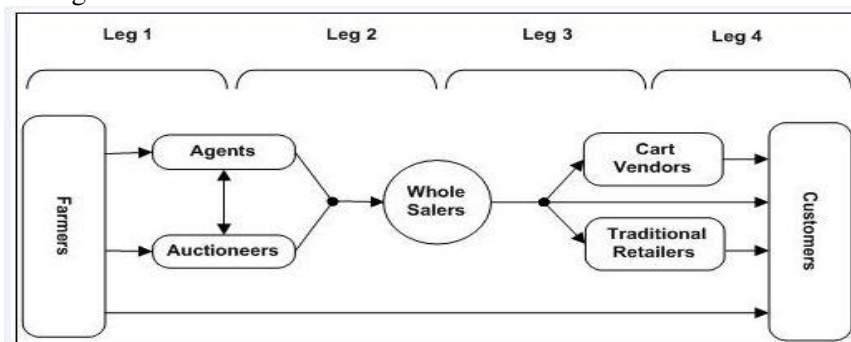 Leg 1
Leg 2
Leg 3
Leg 4
Farmers
Agents
Auctioneers
Whole
Salers
Cart
Vendors
Traditional
Retailers
Customers